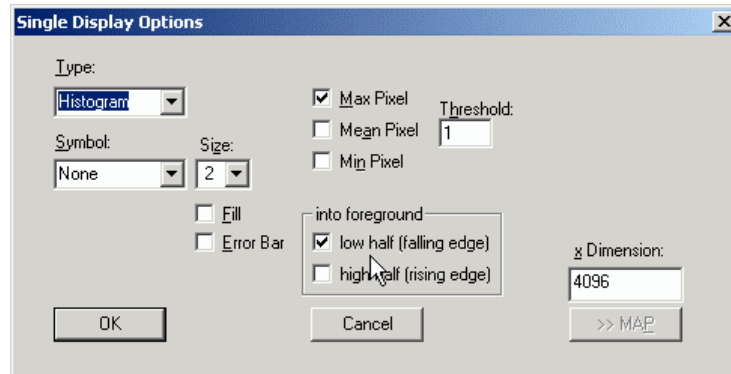 Single Display Options
Type:
Histogram
Max Pixel
Threshold:
Mean Pixel
1
Symbol:
Size:
Min Pixel
None
2
Fill
into foreground
Error Bar
low half (falling edge)
x Dimension:
high half (rising edge)
4096
OK
Cancel
>> MAP